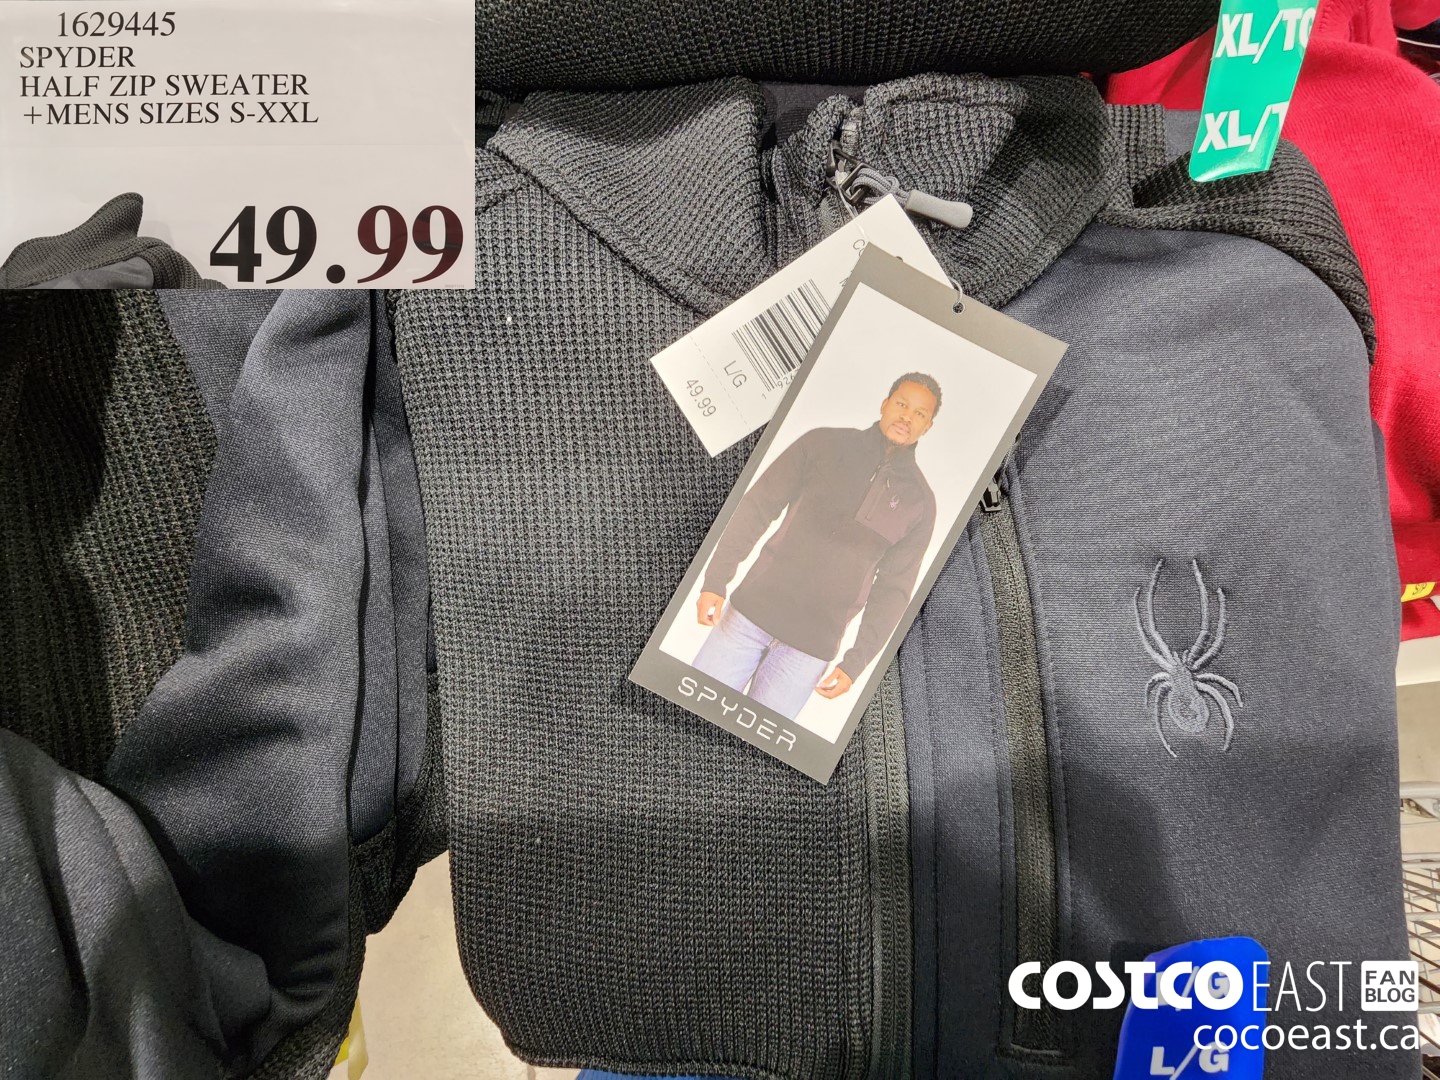 1629445
SPYDER
HALF ZIP SWEATER
+MENS SIZES S-XXL
49.99
XL/
XL/
L/G
49.99
SPYDER
L/G
L/G
COSTCO EAST FAN BLOG
cocoeast.ca